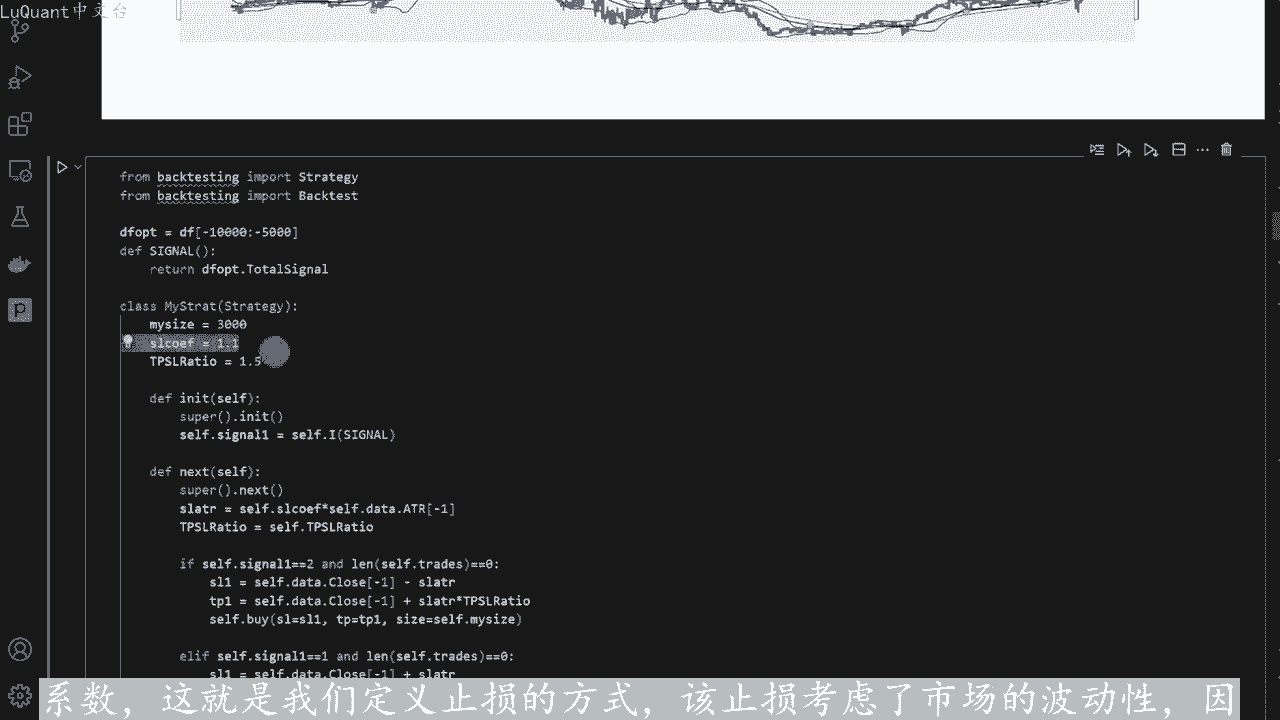 LuQuant中文台
from backtesting import Strategy
from backtesting import Backtest
dfopt = df[-10000:-5000]
def SIGNAL():
return dfopt.TotalSignal
class MyStrat(Strategy):
mysize = 3000
slcoef = 1.1
TPSLRatio = 1.5
def init(self):
super().init()
self.signal1 = self.I(SIGNAL)
def next(self):
super().next()
slatr = self.slcoef*self.data.ATR[-1]
TPSLRatio = self.TPSLRatio
if self.signal1==2 and len(self.trades)==0:
sl1 = self.data.Close[-1] - slatr
tp1 = self.data.Close[-1] + slatr*TPSLRatio
self.buy(sl=sl1, tp=tp1, size=self.mysize)
elif self.signal1==1 and len(self.trades)==0:
sl1 = self.data.Close[-1] + slatr
系数，这就是我们定义止损的方式，该止损考虑了市场的波动性，因